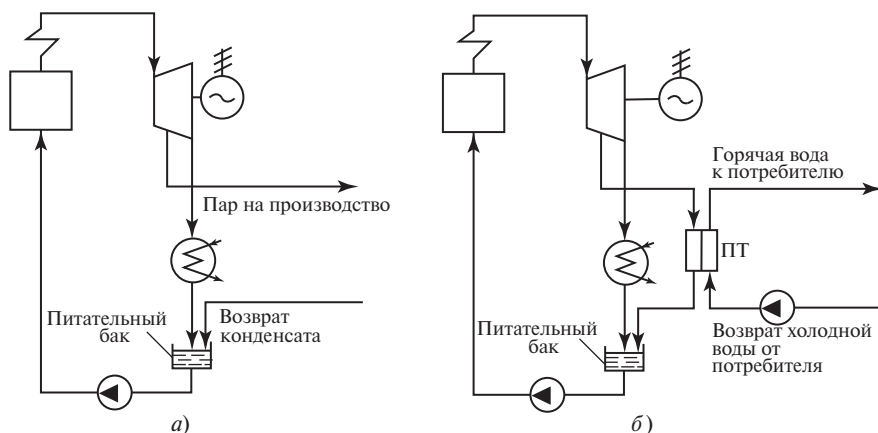 Пар на производство
Возврат
конденсата
Питательный
бак
а)
Горячая вода
к потребителю
ПТ
Питательный
бак
Возврат холодной
воды от
потребителя
б)